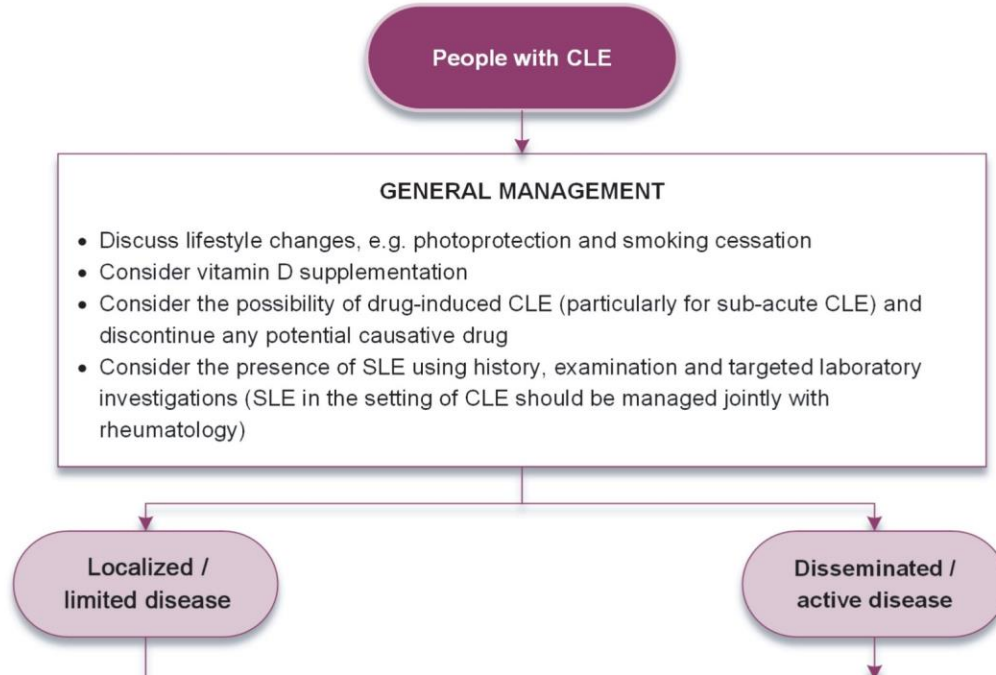 People with CLE
GENERAL MANAGEMENT
• Discuss lifestyle changes, e.g. photoprotection and smoking cessation
• Consider vitamin D supplementation
• Consider the possibility of drug-induced CLE (particularly for sub-acute CLE) and
discontinue any potential causative drug
• Consider the presence of SLE using history, examination and targeted laboratory
investigations (SLE in the setting of CLE should be managed jointly with
rheumatology)
Localized /
limited disease
Disseminated /
active disease